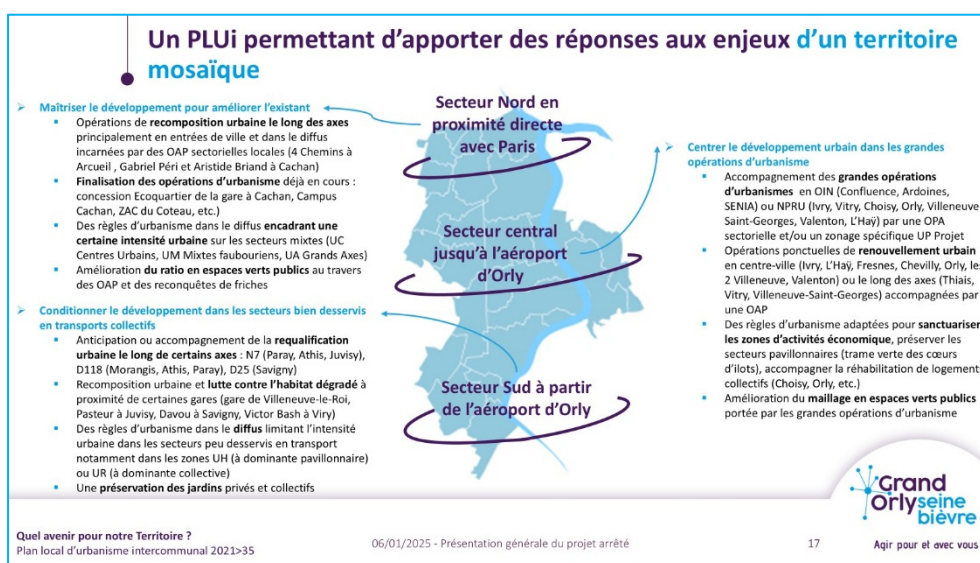 Un PLUi permettant d'apporter des réponses aux enjeux d'un territoire
mosaïque
Maîtriser le développement pour améliorer l'existant
Opérations de recomposition urbaine le long des axes
principalement en entrées de ville et dans le diffus
incarnées par des OAP sectorielles locales (4 Chemins à
Arcueil , Gabriel Péri et Aristide Briand à Cachan)
Finalisation des opérations d'urbanisme déjà en cours :
concession Ecoquartier de la gare à Cachan, Campus
Cachan, ZAC du Coteau, etc.)
Des règles d'urbanisme dans le diffus encadrant une
certaine intensité urbaine sur les secteurs mixtes (UC
Centres Urbains, UM Mixtes faubouriens, UA Grands Axes)
Amélioration du ratio en espaces verts publics au travers
des OAP et des reconquêtes de friches
Conditionner le développement dans les secteurs bien desservis
en transports collectifs
Anticipation ou accompagnement de la requalification
urbaine le long de certains axes : N7 (Paray, Athis, Juvisy),
D118 (Morangis, Athis, Paray), D25 (Savigny)
Recomposition urbaine et lutte contre l'habitat dégradé à
proximité de certaines gares (gare de Villeneuve-le-Roi,
Pasteur à Juvisy, Davou à Savigny, Victor Bash à Viry)
Des règles d'urbanisme dans le diffus limitant l'intensité
urbaine dans les secteurs peu desservis en transport
notamment dans les zones UH (à dominante pavillonnaire)
ou UR (à dominante collective)
Une préservation des jardins privés et collectifs
Secteur Nord en
proximité directe
avec Paris
Secteur central
jusqu'à l'aéroport
d'Orly
Secteur Sud à partir
de l'aéroport d'Orly
Centrer le développement urbain dans les grandes
opérations d'urbanisme
Accompagnement des grandes opérations
d'urbanismes en OIN (Confluence, Ardoines,
SENIA) ou NPRU (Ivry, Vitry, Choisy, Orly, Villeneuve
Saint-Georges, Valenton, L'Haÿ) par une OPA
sectorielle et/ou un zonage spécifique UP Projet
Opérations ponctuelles de renouvellement urbain
en centre-ville (Ivry, L'Haÿ, Fresnes, Chevilly, Orly, les
2 Villeneuve, Valenton) ou le long des axes (Thiais,
Vitry, Villeneuve-Saint-Georges) accompagnées par
une OAP
Des règles d'urbanisme adaptées pour sanctuariser
les zones d'activités économique, préserver les
secteurs pavillonnaires (trame verte des cœurs
d'ilots), accompagner la réhabilitation de logements
collectifs (Choisy, Orly, etc.)
Amélioration du maillage en espaces verts publics
portée par les grandes opérations d'urbanisme
Grand
Orly seine
bièvre
Quel avenir pour notre Territoire ?
Plan local d'urbanisme intercommunal 2021>35
06/01/2025 - Présentation générale du projet arrêté
17
Agir pour et avec vous